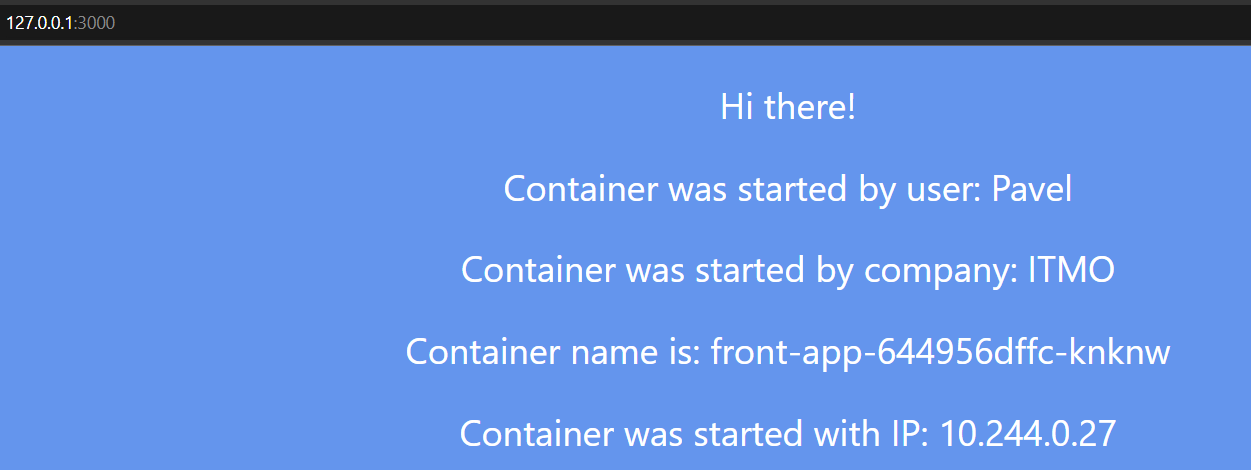 127.0.0.1:3000
Hi there!
Container was started by user: Pavel
Container was started by company: ITMO
Container name is: front-app-644956dffc-knknw
Container was started with IP: 10.244.0.27